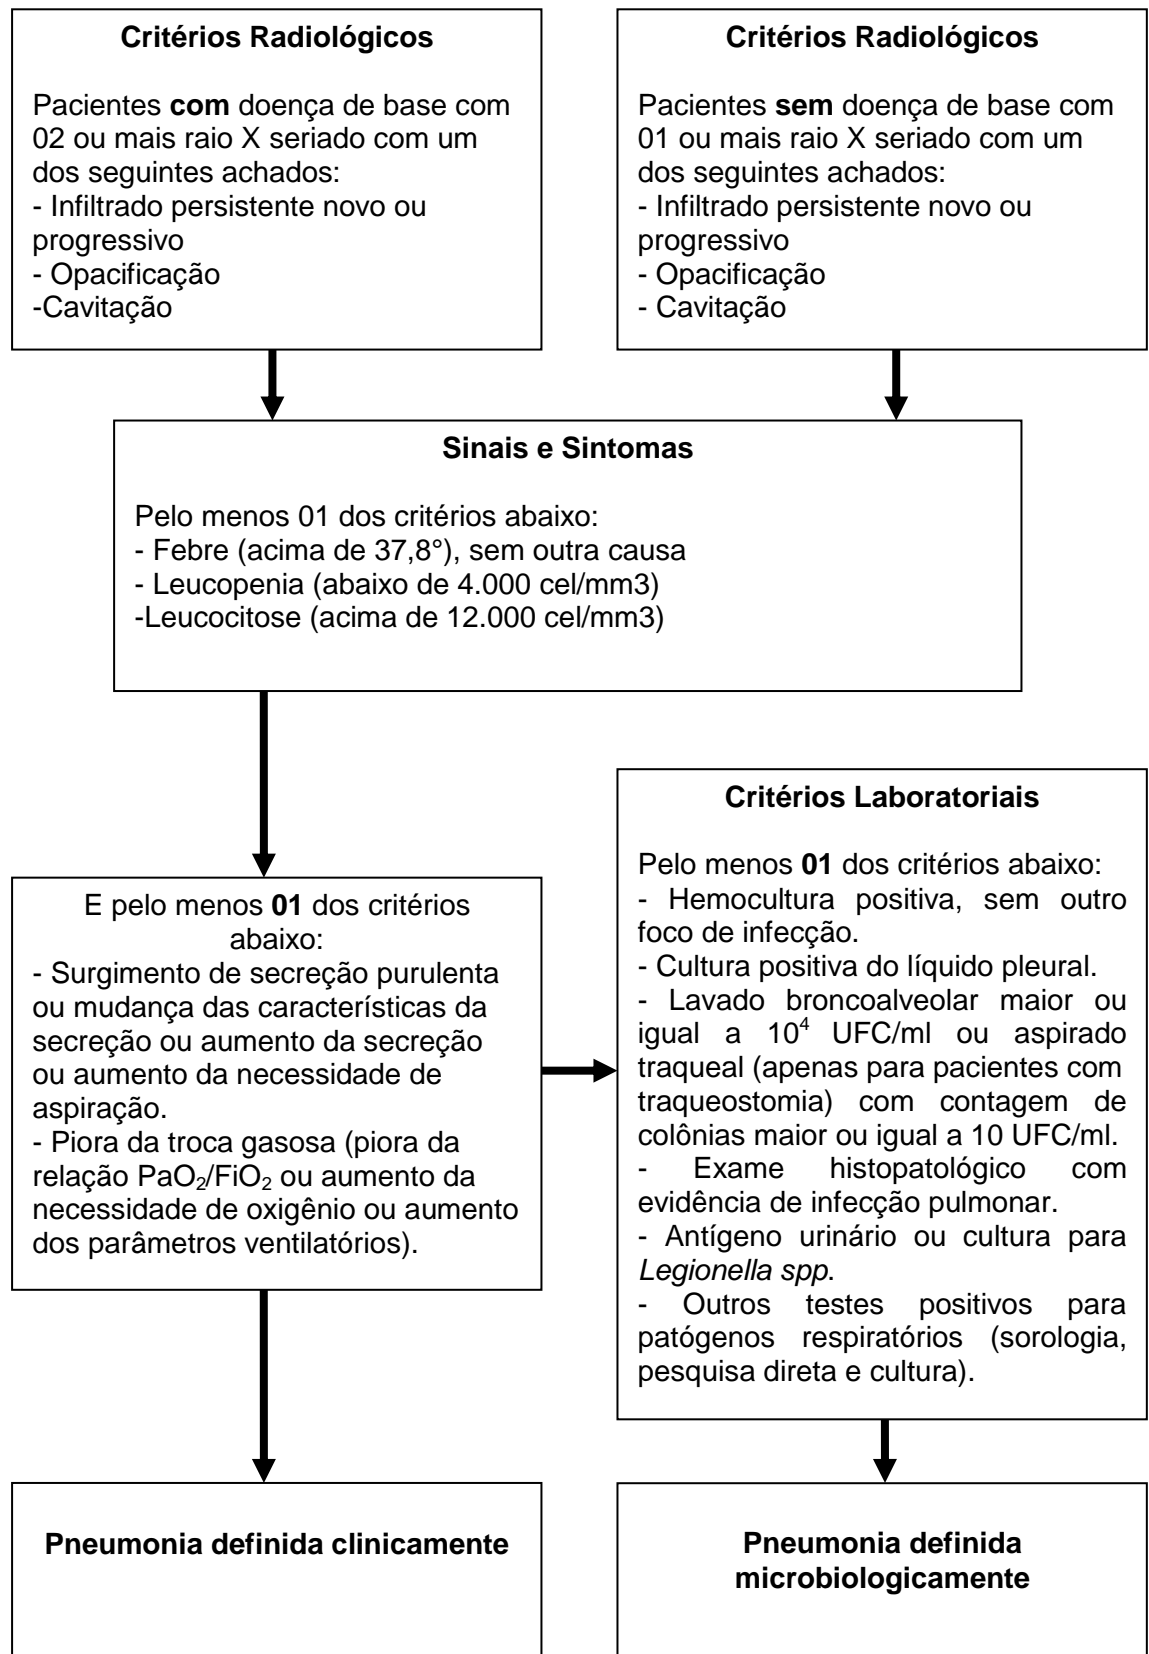 Critérios Radiológicos
Pacientes com doença de base com
02 ou mais raio X seriado com um
dos seguintes achados:
- Infiltrado persistente novo ou
progressivo
- Opacificação
-Cavitação
Critérios Radiológicos
Pacientes sem doença de base com
01 ou mais raio X seriado com um
dos seguintes achados:
- Infiltrado persistente novo ou
progressivo
- Opacificação
- Cavitação
Sinais e Sintomas
Pelo menos 01 dos critérios abaixo:
- Febre (acima de 37,8°), sem outra causa
- Leucopenia (abaixo de 4.000 cel/mm3)
-Leucocitose (acima de 12.000 cel/mm3)
E pelo menos 01 dos critérios
abaixo:
- Surgimento de secreção purulenta
ou mudança das características da
secreção ou aumento da secreção
ou aumento da necessidade de
aspiração.
- Piora da troca gasosa (piora da
relação PaO₂/FiO₂ ou aumento da
necessidade de oxigênio ou aumento
dos parâmetros ventilatórios).
Critérios Laboratoriais
Pelo menos 01 dos critérios abaixo:
- Hemocultura positiva, sem outro
foco de infecção.
- Cultura positiva do líquido pleural.
- Lavado broncoalveolar maior ou
igual a 10⁴ UFC/ml ou aspirado
traqueal (apenas para pacientes com
traqueostomia) com contagem de
colônias maior ou igual a 10 UFC/ml.
- Exame histopatológico com
evidência de infecção pulmonar.
- Antígeno urinário ou cultura para
Legionella spp.
- Outros testes positivos para
patógenos respiratórios (sorologia,
pesquisa direta e cultura).
Pneumonia definida clinicamente
Pneumonia definida
microbiologicamente